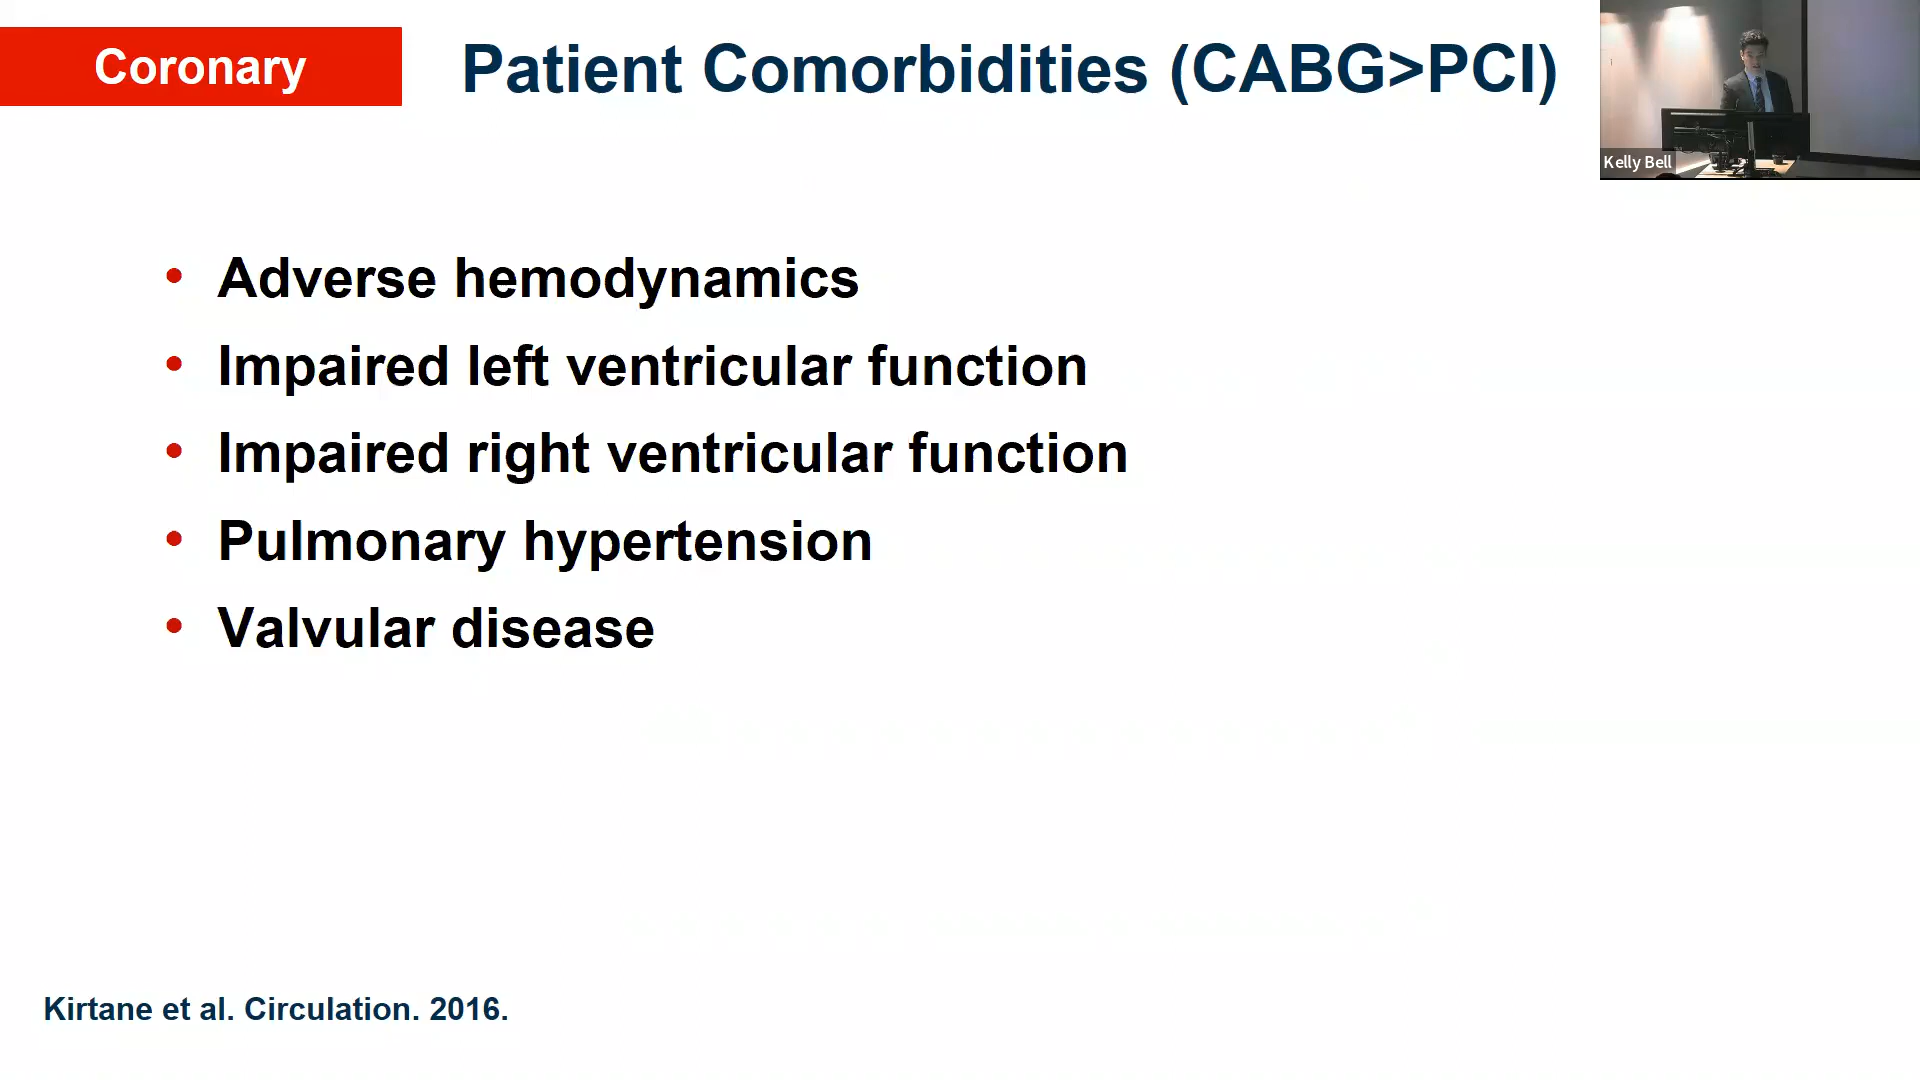 Coronary
Patient Comorbidities (CABG>PCI)
Kelly Bell
• Adverse hemodynamics
• Impaired left ventricular function
• Impaired right ventricular function
• Pulmonary hypertension
• Valvular disease
Kirtane et al. Circulation. 2016.